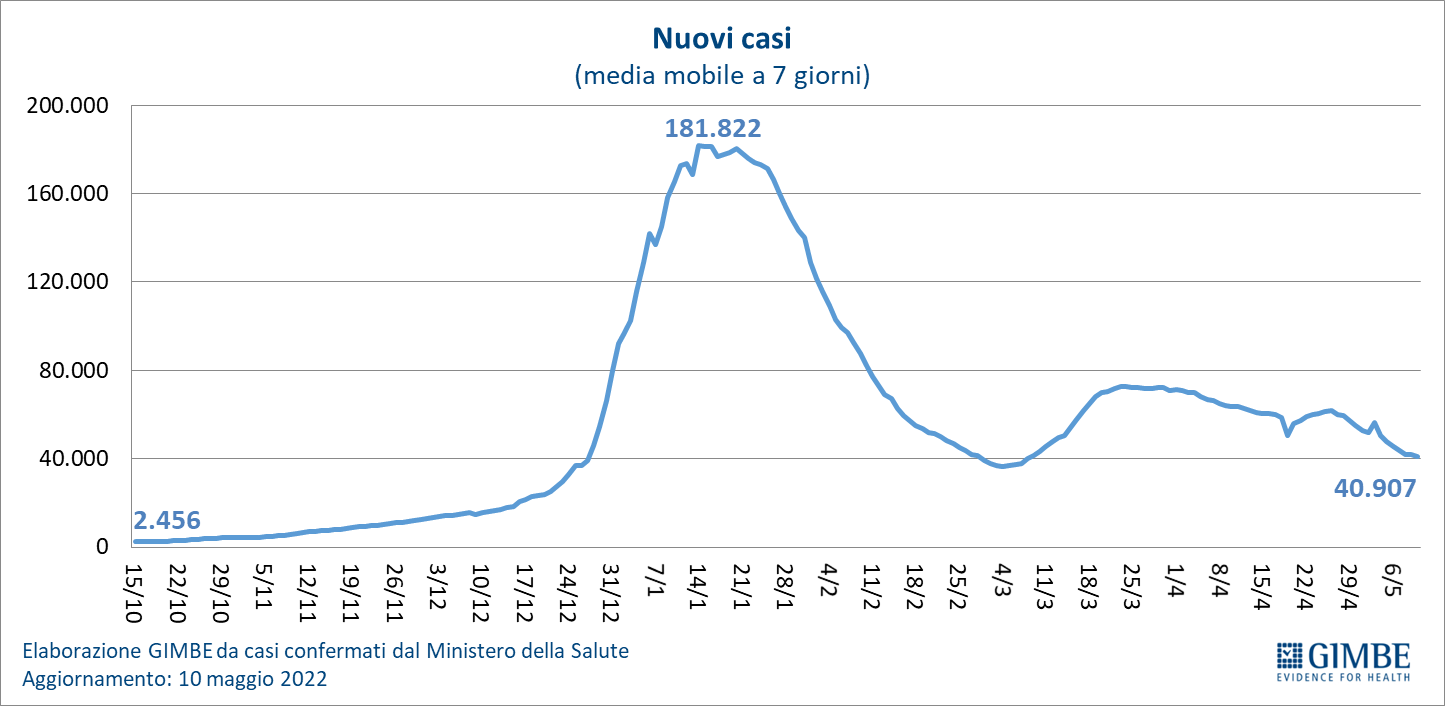 Nuovi casi
(media mobile a 7 giorni)
200.000
181.822
160.000
120.000
80.000
40.000
40.907
2.456
0
15/10 22/10 29/10 5/11 12/11 19/11 26/11 3/12 10/12 17/12 24/12 31/12 7/1 14/1 21/1 28/1 4/2 11/2 18/2 25/2 4/3 11/3 18/3 25/3 1/4 8/4 15/4 22/4 29/4 6/5
Elaborazione GIMBE da casi confermati dal Ministero della Salute
Aggiornamento: 10 maggio 2022
GIMBE
EVIDENCE FOR HEALTH